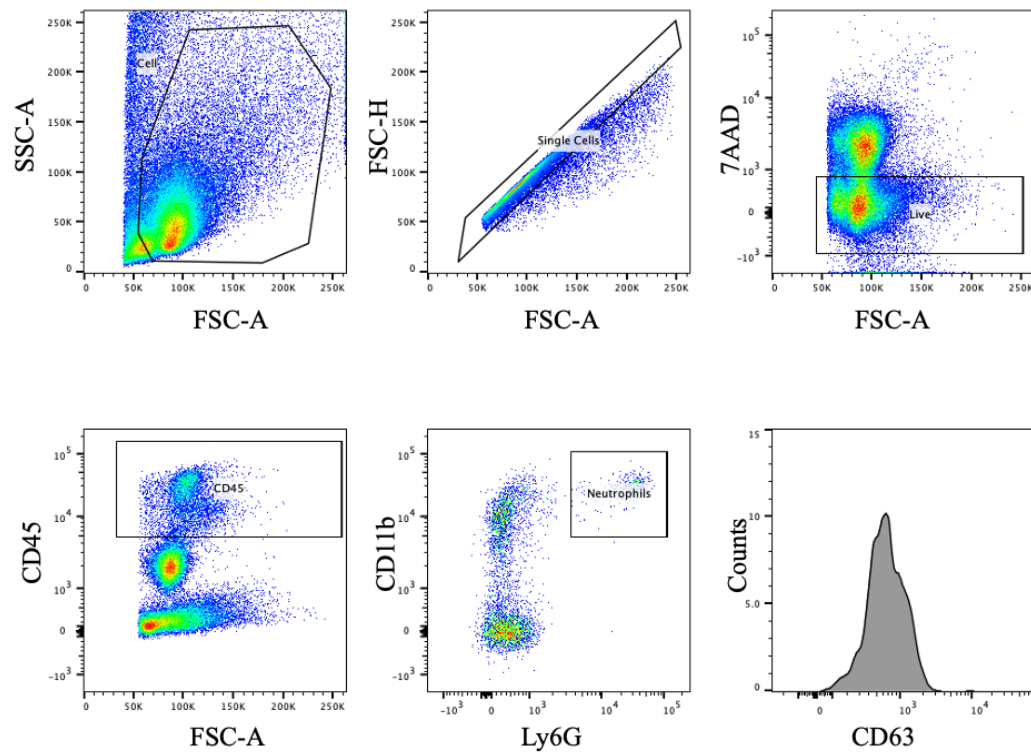 SSC-A
250K
200K
150K
100K
50K
0
Cell
0 50K 100K 150K 200K 250K
FSC-A
FSC-H
250K
200K
150K
100K
50K
0
Single Cells
0 50K 100K 150K 200K 250K
FSC-A
7AAD
10^4
10^3
0
-10^3
Live
0 50K 100K 150K 200K 250K
FSC-A
CD45
10^5
10^4
10^3
0
-10^3
CD45
0 50K 100K 150K 200K 250K
FSC-A
CD11b
10^5
10^4
10^3
0
-10^3
Neutrophils
-10^3 0 10^3 10^4 10^5
Ly6G
Counts
15
10
5.0
0
0 10^3 10^4
CD63